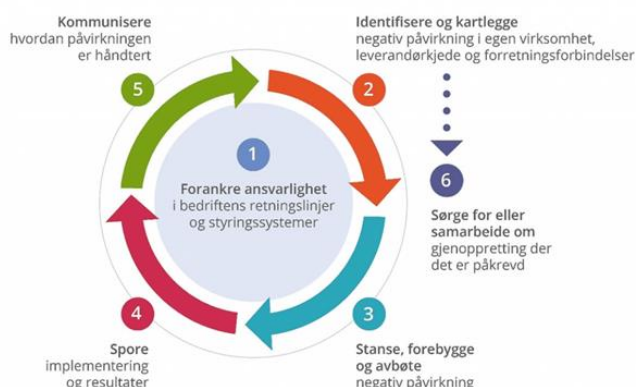 1
Forankre ansvarlighet
i bedriftens retningslinjer
og styringssystemer
2
Identifisere og kartlegge
negativ påvirkning i egen virksomhet,
leverandørkjede og forretningsforbindelser
3
Stanse, forebygge
og avbøte
negativ påvirkning
4
Spore
implementering
og resultater
5
Kommunisere
hvordan påvirkningen
er håndtert
6
Sørge for eller
samarbeide om
gjenoppretting der
det er påkrevd